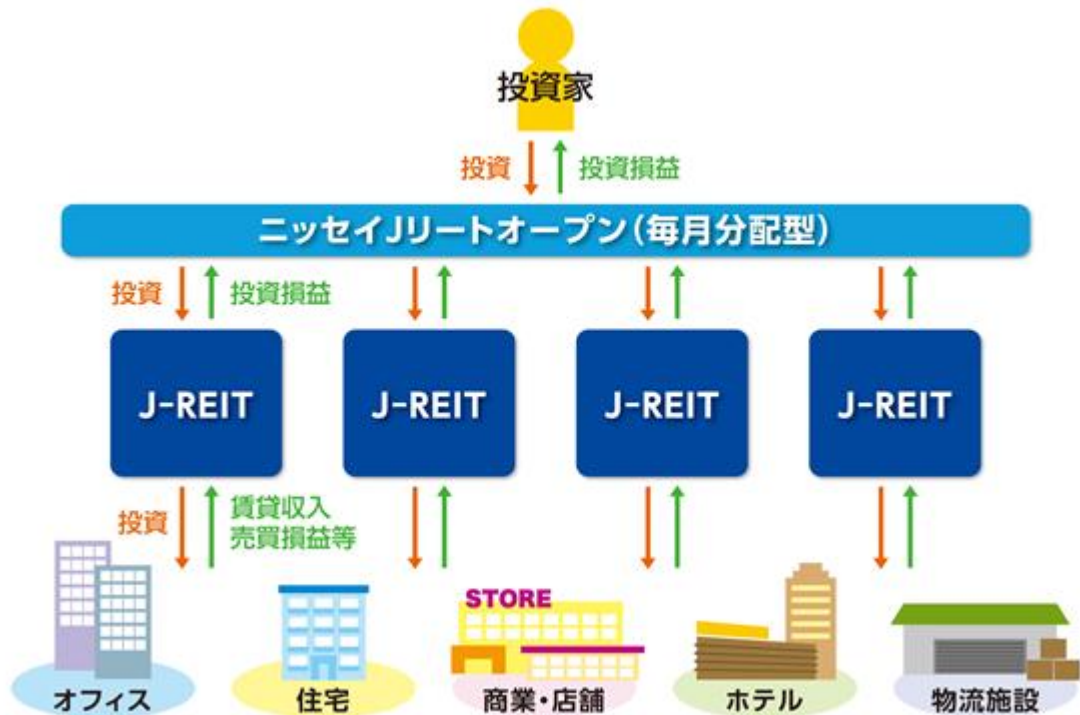 投資家
投資
投資損益
ニッセイJリートオープン(毎月分配型)
投資
投資損益
J-REIT
J-REIT
J-REIT
J-REIT
投資
賃貸収入
売買損益等
STORE
オフィス
住宅
商業・店舗
ホテル
物流施設